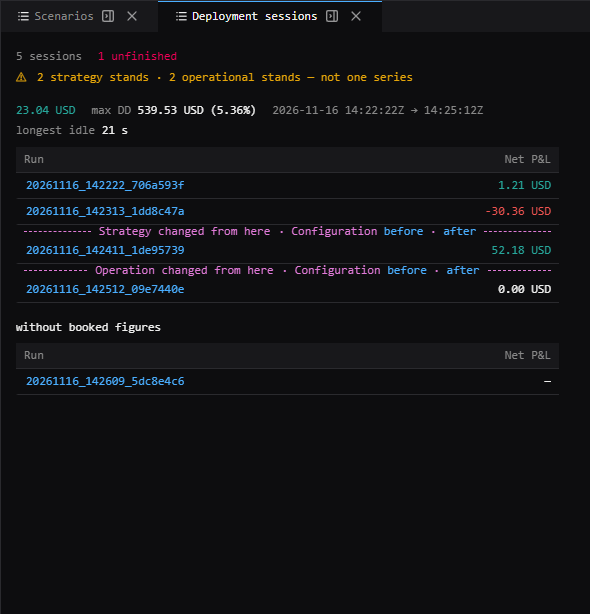 Scenarios
Deployment sessions
5 sessions 1 unfinished
⚠ 2 strategy stands · 2 operational stands — not one series
23.04 USD max DD 539.53 USD (5.36%) 2026-11-16 14:22:22Z → 14:25:12Z
longest idle 21 s
Run Net P&L
20261116_142222_706a593f 1.21 USD
20261116_142313_1dd8c47a -30.36 USD
Strategy changed from here · Configuration before · after
20261116_142411_1de95739 52.18 USD
Operation changed from here · Configuration before · after
20261116_142512_09e7440e 0.00 USD
without booked figures
Run Net P&L
20261116_142609_5dc8e4c6 —